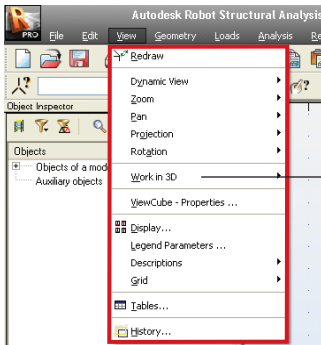 Autodesk Robot Structural Analysis
PRO File Edit View Geometry Loads Analysis
Redraw
Object Inspector
Dynamic View
Zoom
Pan
Projection
Objects
Rotation
Objects of a mod
Work in 3D
Auxiliary objects
ViewCube - Properties ...
Display...
Legend Parameters ...
Descriptions
Grid
Tables...
History...